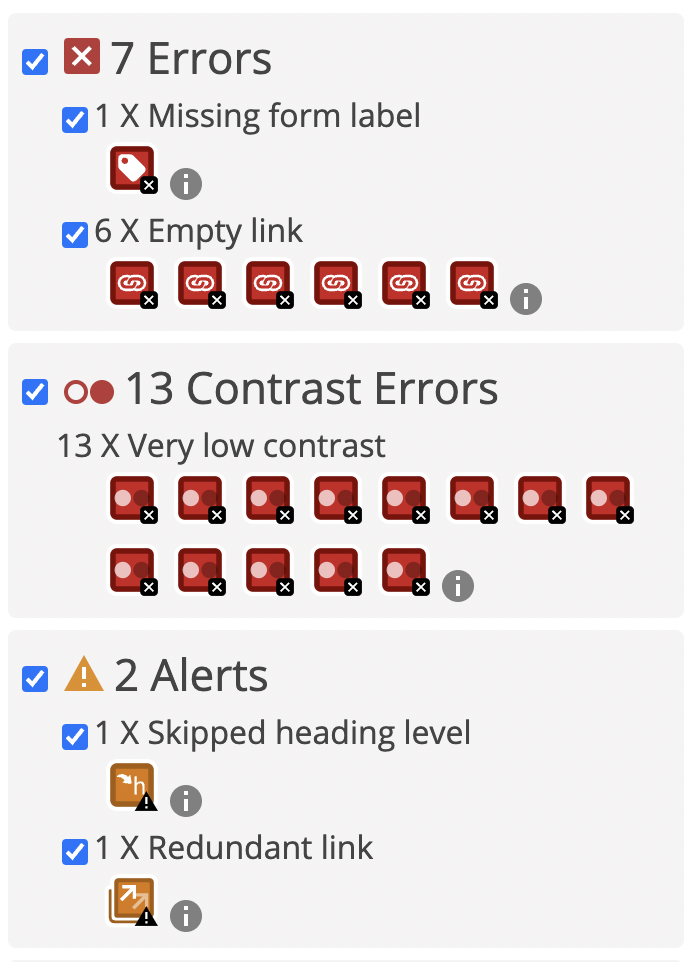 7 Errors
1 X Missing form label
6 X Empty link
13 Contrast Errors
13 X Very low contrast
2 Alerts
1 X Skipped heading level
h
1 X Redundant link